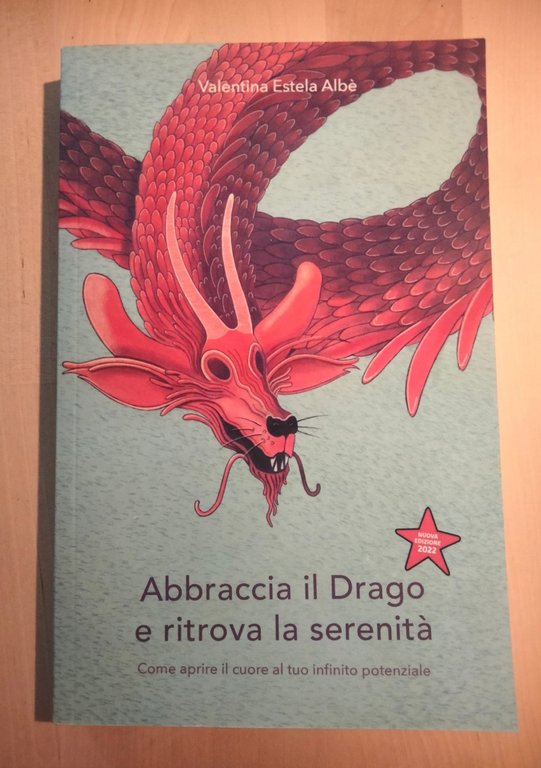 Valentina Estela Albè
NUOVA
EDIZIONE
2022
Abbraccia il Drago
e ritrova la serenità
Come aprire il cuore al tuo infinito potenziale